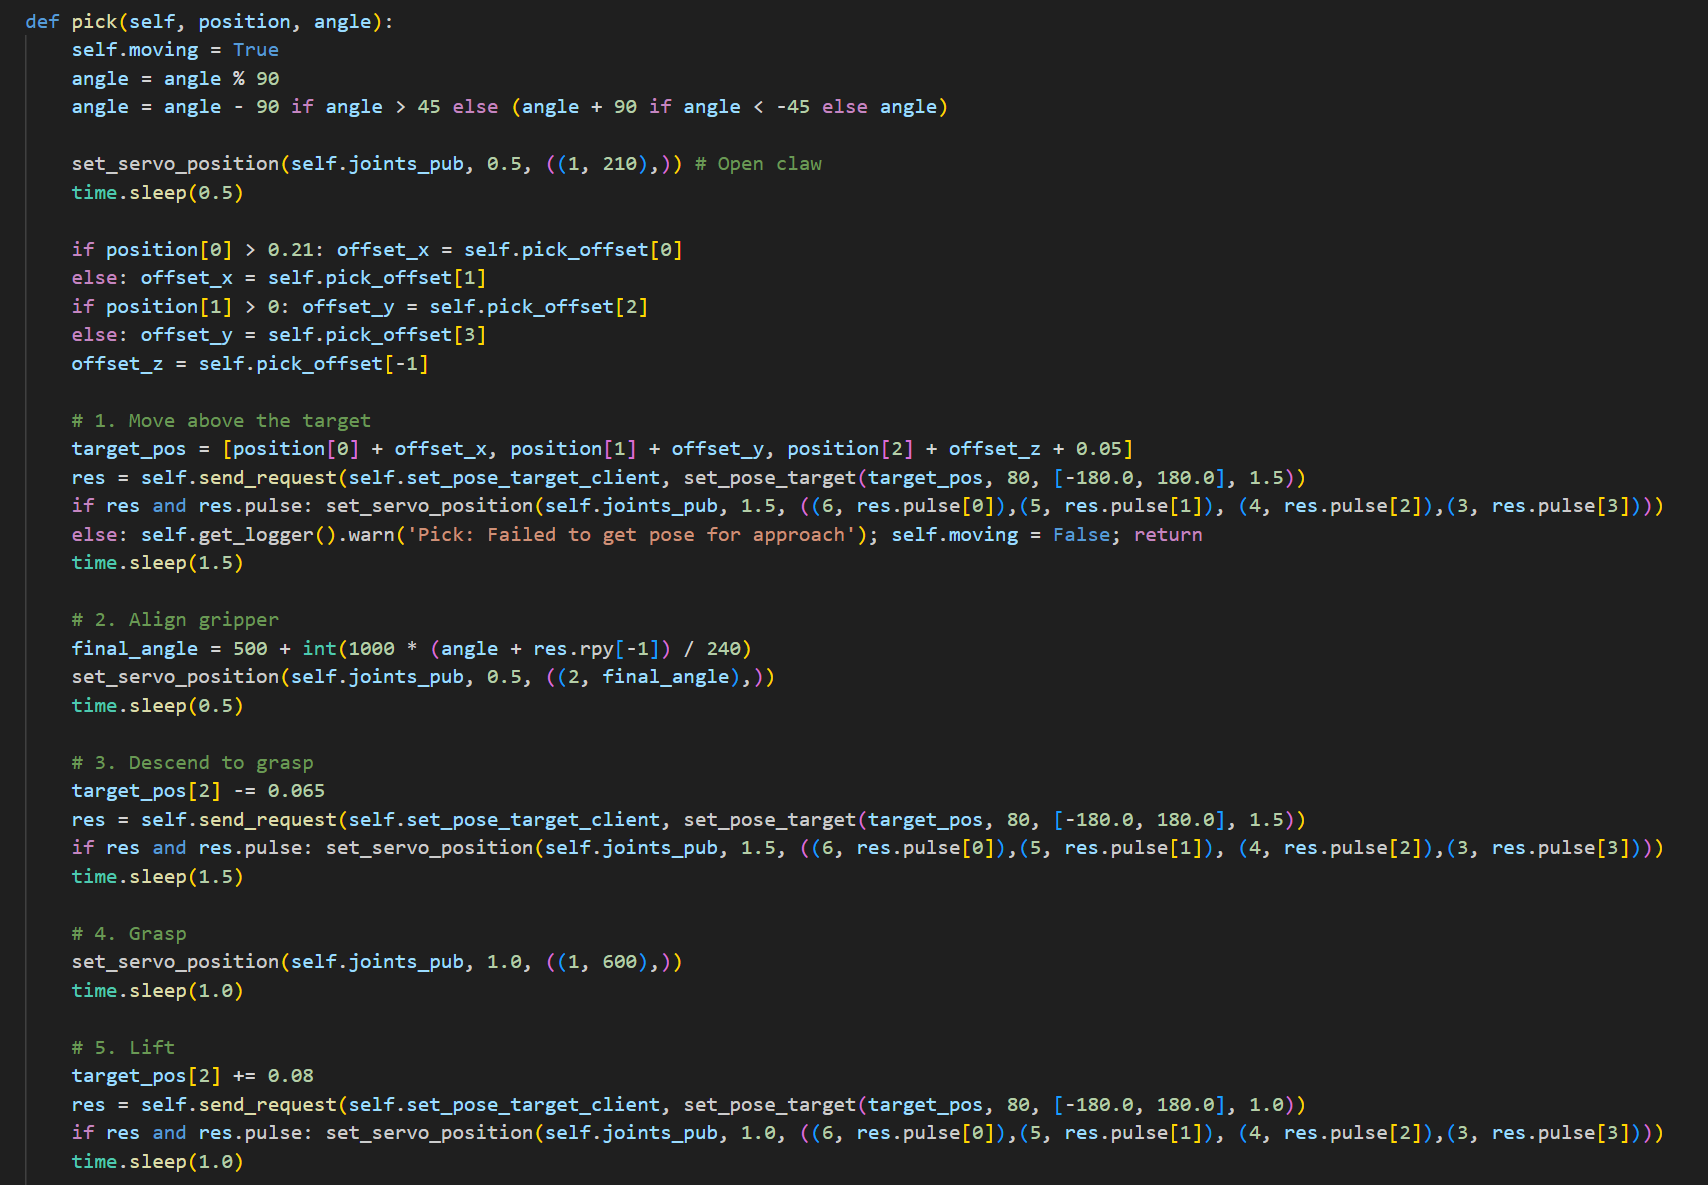 def pick(self, position, angle):
    self.moving = True
    angle = angle % 90
    angle = angle - 90 if angle > 45 else (angle + 90 if angle < -45 else angle)

    set_servo_position(self.joints_pub, 0.5, ((1, 210),)) # Open claw
    time.sleep(0.5)

    if position[0] > 0.21: offset_x = self.pick_offset[0]
    else: offset_x = self.pick_offset[1]
    if position[1] > 0: offset_y = self.pick_offset[2]
    else: offset_y = self.pick_offset[3]
    offset_z = self.pick_offset[-1]

    # 1. Move above the target
    target_pos = [position[0] + offset_x, position[1] + offset_y, position[2] + offset_z + 0.05]
    res = self.send_request(self.set_pose_target_client, set_pose_target(target_pos, 80, [-180.0, 180.0], 1.5))
    if res and res.pulse: set_servo_position(self.joints_pub, 1.5, ((6, res.pulse[0]),(5, res.pulse[1]), (4, res.pulse[2]),(3, res.pulse[3])))
    else: self.get_logger().warn('Pick: Failed to get pose for approach'); self.moving = False; return
    time.sleep(1.5)

    # 2. Align gripper
    final_angle = 500 + int(1000 * (angle + res.rpy[-1]) / 240)
    set_servo_position(self.joints_pub, 0.5, ((2, final_angle),))
    time.sleep(0.5)

    # 3. Descend to grasp
    target_pos[2] -= 0.065
    res = self.send_request(self.set_pose_target_client, set_pose_target(target_pos, 80, [-180.0, 180.0], 1.5))
    if res and res.pulse: set_servo_position(self.joints_pub, 1.5, ((6, res.pulse[0]),(5, res.pulse[1]), (4, res.pulse[2]),(3, res.pulse[3])))
    time.sleep(1.5)

    # 4. Grasp
    set_servo_position(self.joints_pub, 1.0, ((1, 600),))
    time.sleep(1.0)

    # 5. Lift
    target_pos[2] += 0.08
    res = self.send_request(self.set_pose_target_client, set_pose_target(target_pos, 80, [-180.0, 180.0], 1.0))
    if res and res.pulse: set_servo_position(self.joints_pub, 1.0, ((6, res.pulse[0]),(5, res.pulse[1]), (4, res.pulse[2]),(3, res.pulse[3])))
    time.sleep(1.0)